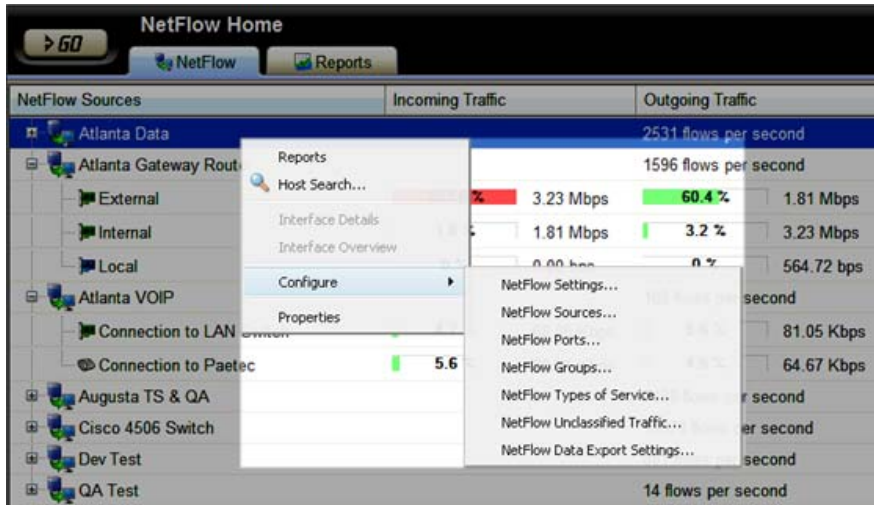 NetFlow Home
GO
NetFlow
Reports
NetFlow Sources Incoming Traffic Outgoing Traffic
Atlanta Data 2531 flows per second
Atlanta Gateway Rout 1596 flows per second
External % 3.23 Mbps 60.4 % 1.81 Mbps
Internal 1.81 Mbps 3.2 % 3.23 Mbps
Local 0 % 564.72 bps
Atlanta VOIP second
Connection to LAN 81.05 Kbps
Connection to Paetec 5.6 64.67 Kbps
Augusta TS & QA second
Cisco 4506 Switch second
Dev Test second
QA Test 14 flows per second
Reports
Host Search...
Interface Details
Interface Overview
Configure
Properties
NetFlow Settings...
NetFlow Sources...
NetFlow Ports...
NetFlow Groups...
NetFlow Types of Service...
NetFlow Unclassified Traffic...
NetFlow Data Export Settings...